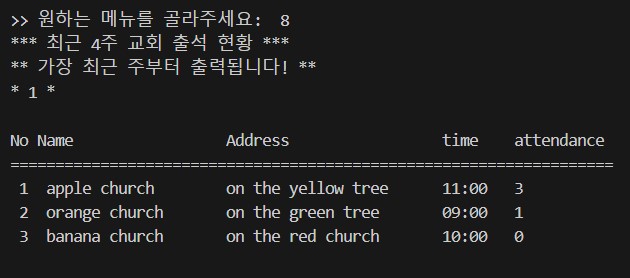 >> 원하는 메뉴를 골라주세요:  8
*** 최근 4주 교회 출석 현황 ***
** 가장 최근 주부터 출력됩니다! **
* 1 *
No Name                 Address                 time    attendance
===================================================================
 1  apple church        on the yellow tree      11:00   3
 2  orange church       on the green tree       09:00   1
 3  banana church       on the red church       10:00   0